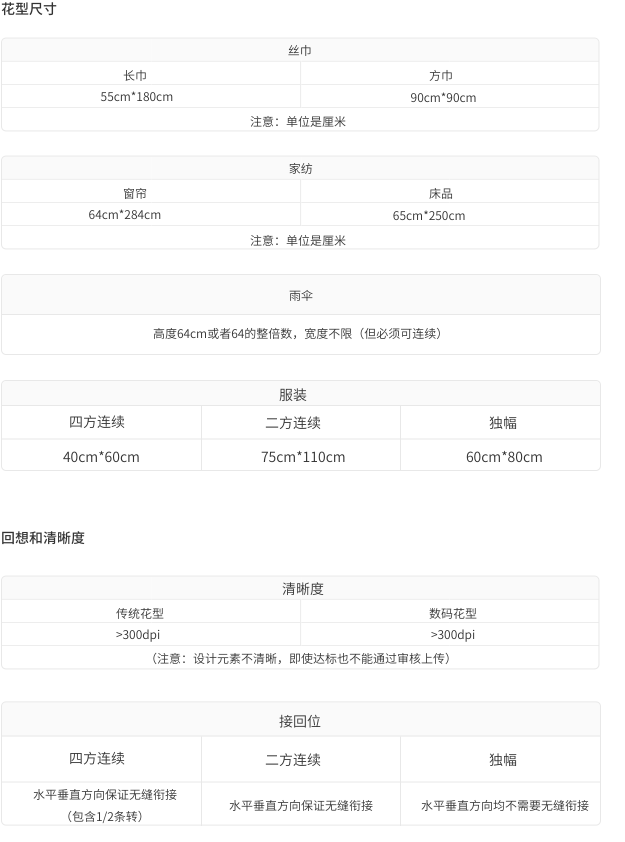 花型尺寸
丝巾
长巾 方巾
55cm*180cm 90cm*90cm
注意：单位是厘米
家纺
窗帘 床品
64cm*284cm 65cm*250cm
注意：单位是厘米
雨伞
高度64cm或者64的整倍数，宽度不限（但必须可连续）
服装
四方连续 二方连续 独幅
40cm*60cm 75cm*110cm 60cm*80cm
回想和清晰度
清晰度
传统花型 数码花型
>300dpi >300dpi
（注意：设计元素不清晰，即使达标也不能通过审核上传）
接回位
四方连续 二方连续 独幅
水平垂直方向保证无缝衔接
（包含1/2条转） 水平垂直方向保证无缝衔接 水平垂直方向均不需要无缝衔接